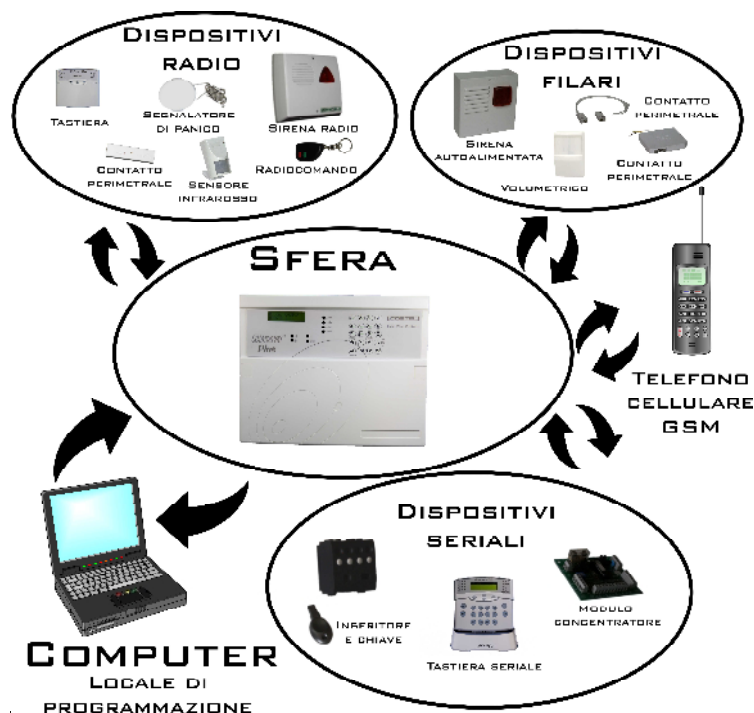 DISPOSITIVI
RADIO
TASTIERA
SEGNALATORE
DI PANICO
SIRENA RADIO
CONTATTO
PERIMETRALE
SENSORE
INFRAROSSO
RADIOCOMANDO
DISPOSITIVI
FILARI
SIRENA
AUTOALIMENTATA
CONTATTO
PERIMETRALE
VOLUMETRICO
CONTATTO
PERIMETRALE
SFERA
Plus
TELEFONO
CELLULARE
GSM
DISPOSITIVI
SERIALI
INSERITORE
E CHIAVE
TASTIERA SERIALE
MODULO
CONCENTRATORE
COMPUTER
LOCALE DI
PROGRAMMAZIONE